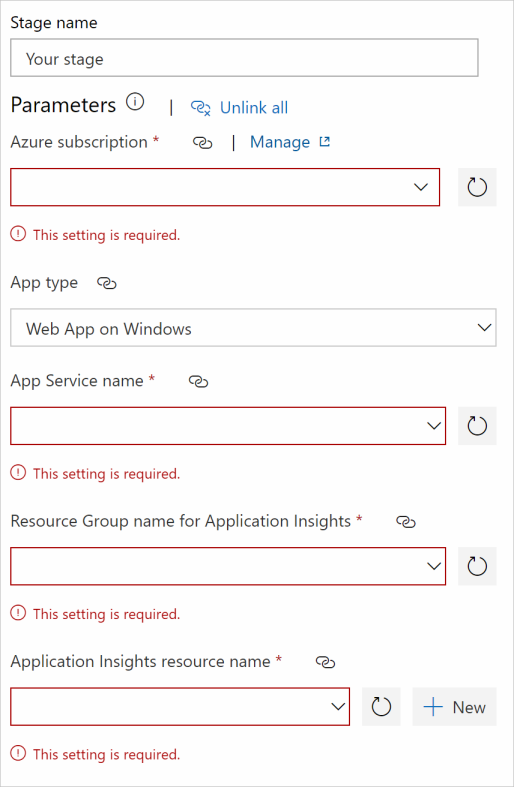 Stage name
Your stage
Parameters | Unlink all
Azure subscription * | Manage
This setting is required.
App type
Web App on Windows
App Service name *
This setting is required.
Resource Group name for Application Insights *
This setting is required.
Application Insights resource name *
New
This setting is required.